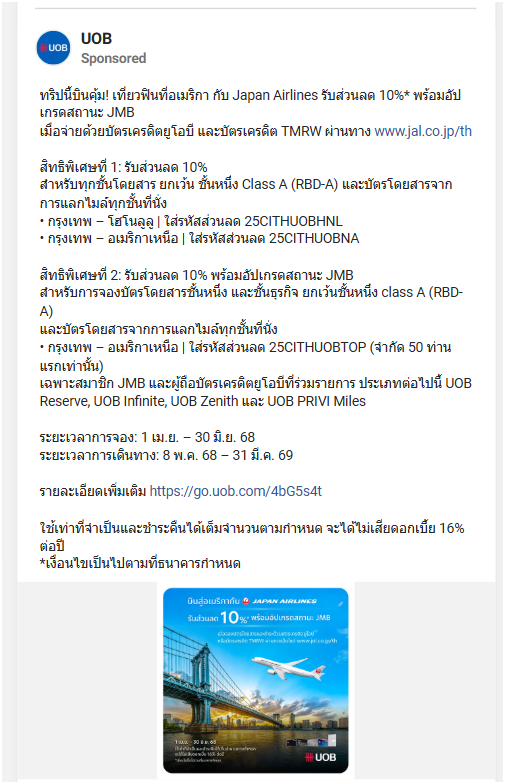 UOB
UOB
Sponsored
ทริปนี้บินคุ้ม! เที่ยวฟินที่อเมริกา กับ Japan Airlines รับส่วนลด 10%* พร้อมอัป
เกรดสถานะ JMB
เมื่อจ่ายด้วยบัตรเครดิตยูโอบี และบัตรเครดิต TMRW ผ่านทาง www.jal.co.jp/th
สิทธิพิเศษที่ 1: รับส่วนลด 10%
สำหรับทุกชั้นโดยสาร ยกเว้น ชั้นหนึ่ง Class A (RBD-A) และบัตรโดยสารจาก
การแลกไมล์ทุกชั้นที่นั่ง
• กรุงเทพ – โฮโนลูลู | ใส่รหัสส่วนลด 25CITHUOBHNL
• กรุงเทพ – อเมริกาเหนือ | ใส่รหัสส่วนลด 25CITHUOBNA
สิทธิพิเศษที่ 2: รับส่วนลด 10% พร้อมอัปเกรดสถานะ JMB
สำหรับการจองบัตรโดยสารชั้นหนึ่ง และชั้นธุรกิจ ยกเว้นชั้นหนึ่ง class A (RBD-
A)
และบัตรโดยสารจากการแลกไมล์ทุกชั้นที่นั่ง
• กรุงเทพ – อเมริกาเหนือ | ใส่รหัสส่วนลด 25CITHUOBTOP (จำกัด 50 ท่าน
แรกเท่านั้น)
เฉพาะสมาชิก JMB และผู้ถือบัตรเครดิตยูโอบีที่ร่วมรายการ ประเภทต่อไปนี้ UOB
Reserve, UOB Infinite, UOB Zenith และ UOB PRIVI Miles
ระยะเวลาการจอง: 1 เม.ย. – 30 มิ.ย. 68
ระยะเวลาการเดินทาง: 8 พ.ค. 68 – 31 มี.ค. 69
รายละเอียดเพิ่มเติม https://go.uob.com/4bG5s4t
ใช้เท่าที่จำเป็นและชำระคืนได้เต็มจำนวนตามกำหนด จะได้ไม่เสียดอกเบี้ย 16%
ต่อปี
*เงื่อนไขเป็นไปตามที่ธนาคารกำหนด
บินสู่อเมริกากับ JAPAN AIRLINES
รับส่วนลด 10%* พร้อมอัปเกรดสถานะ JMB
www.jal.co.jp/th
1 เม.ย. - 30 มิ.ย. 68
UOB